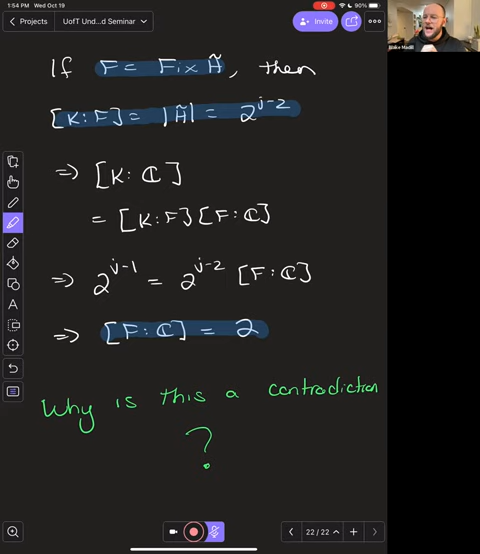 1:54 PM Wed Oct 19
90%
Projects
UofT Und...d Seminar
Invite
Blake Madill
If F = Fix Ã, then
[K:F] = |Ã| = 2^{j-2}
⇒ [K:ℂ]
= [K:F][F:ℂ]
⇒ 2^{j-1} = 2^{j-2} [F:ℂ]
⇒ [F:ℂ] = 2
Why is this a contradiction
?
22 / 22